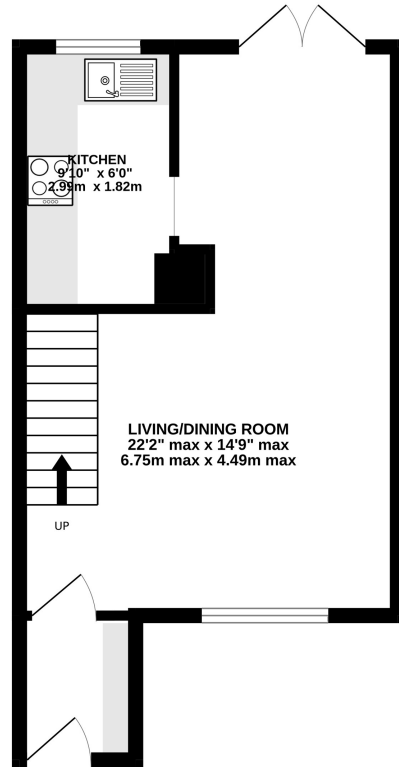 KITCHEN
9'10" x 6'0"
2.99m x 1.82m
LIVING/DINING ROOM
22'2" max x 14'9" max
6.75m max x 4.49m max
UP